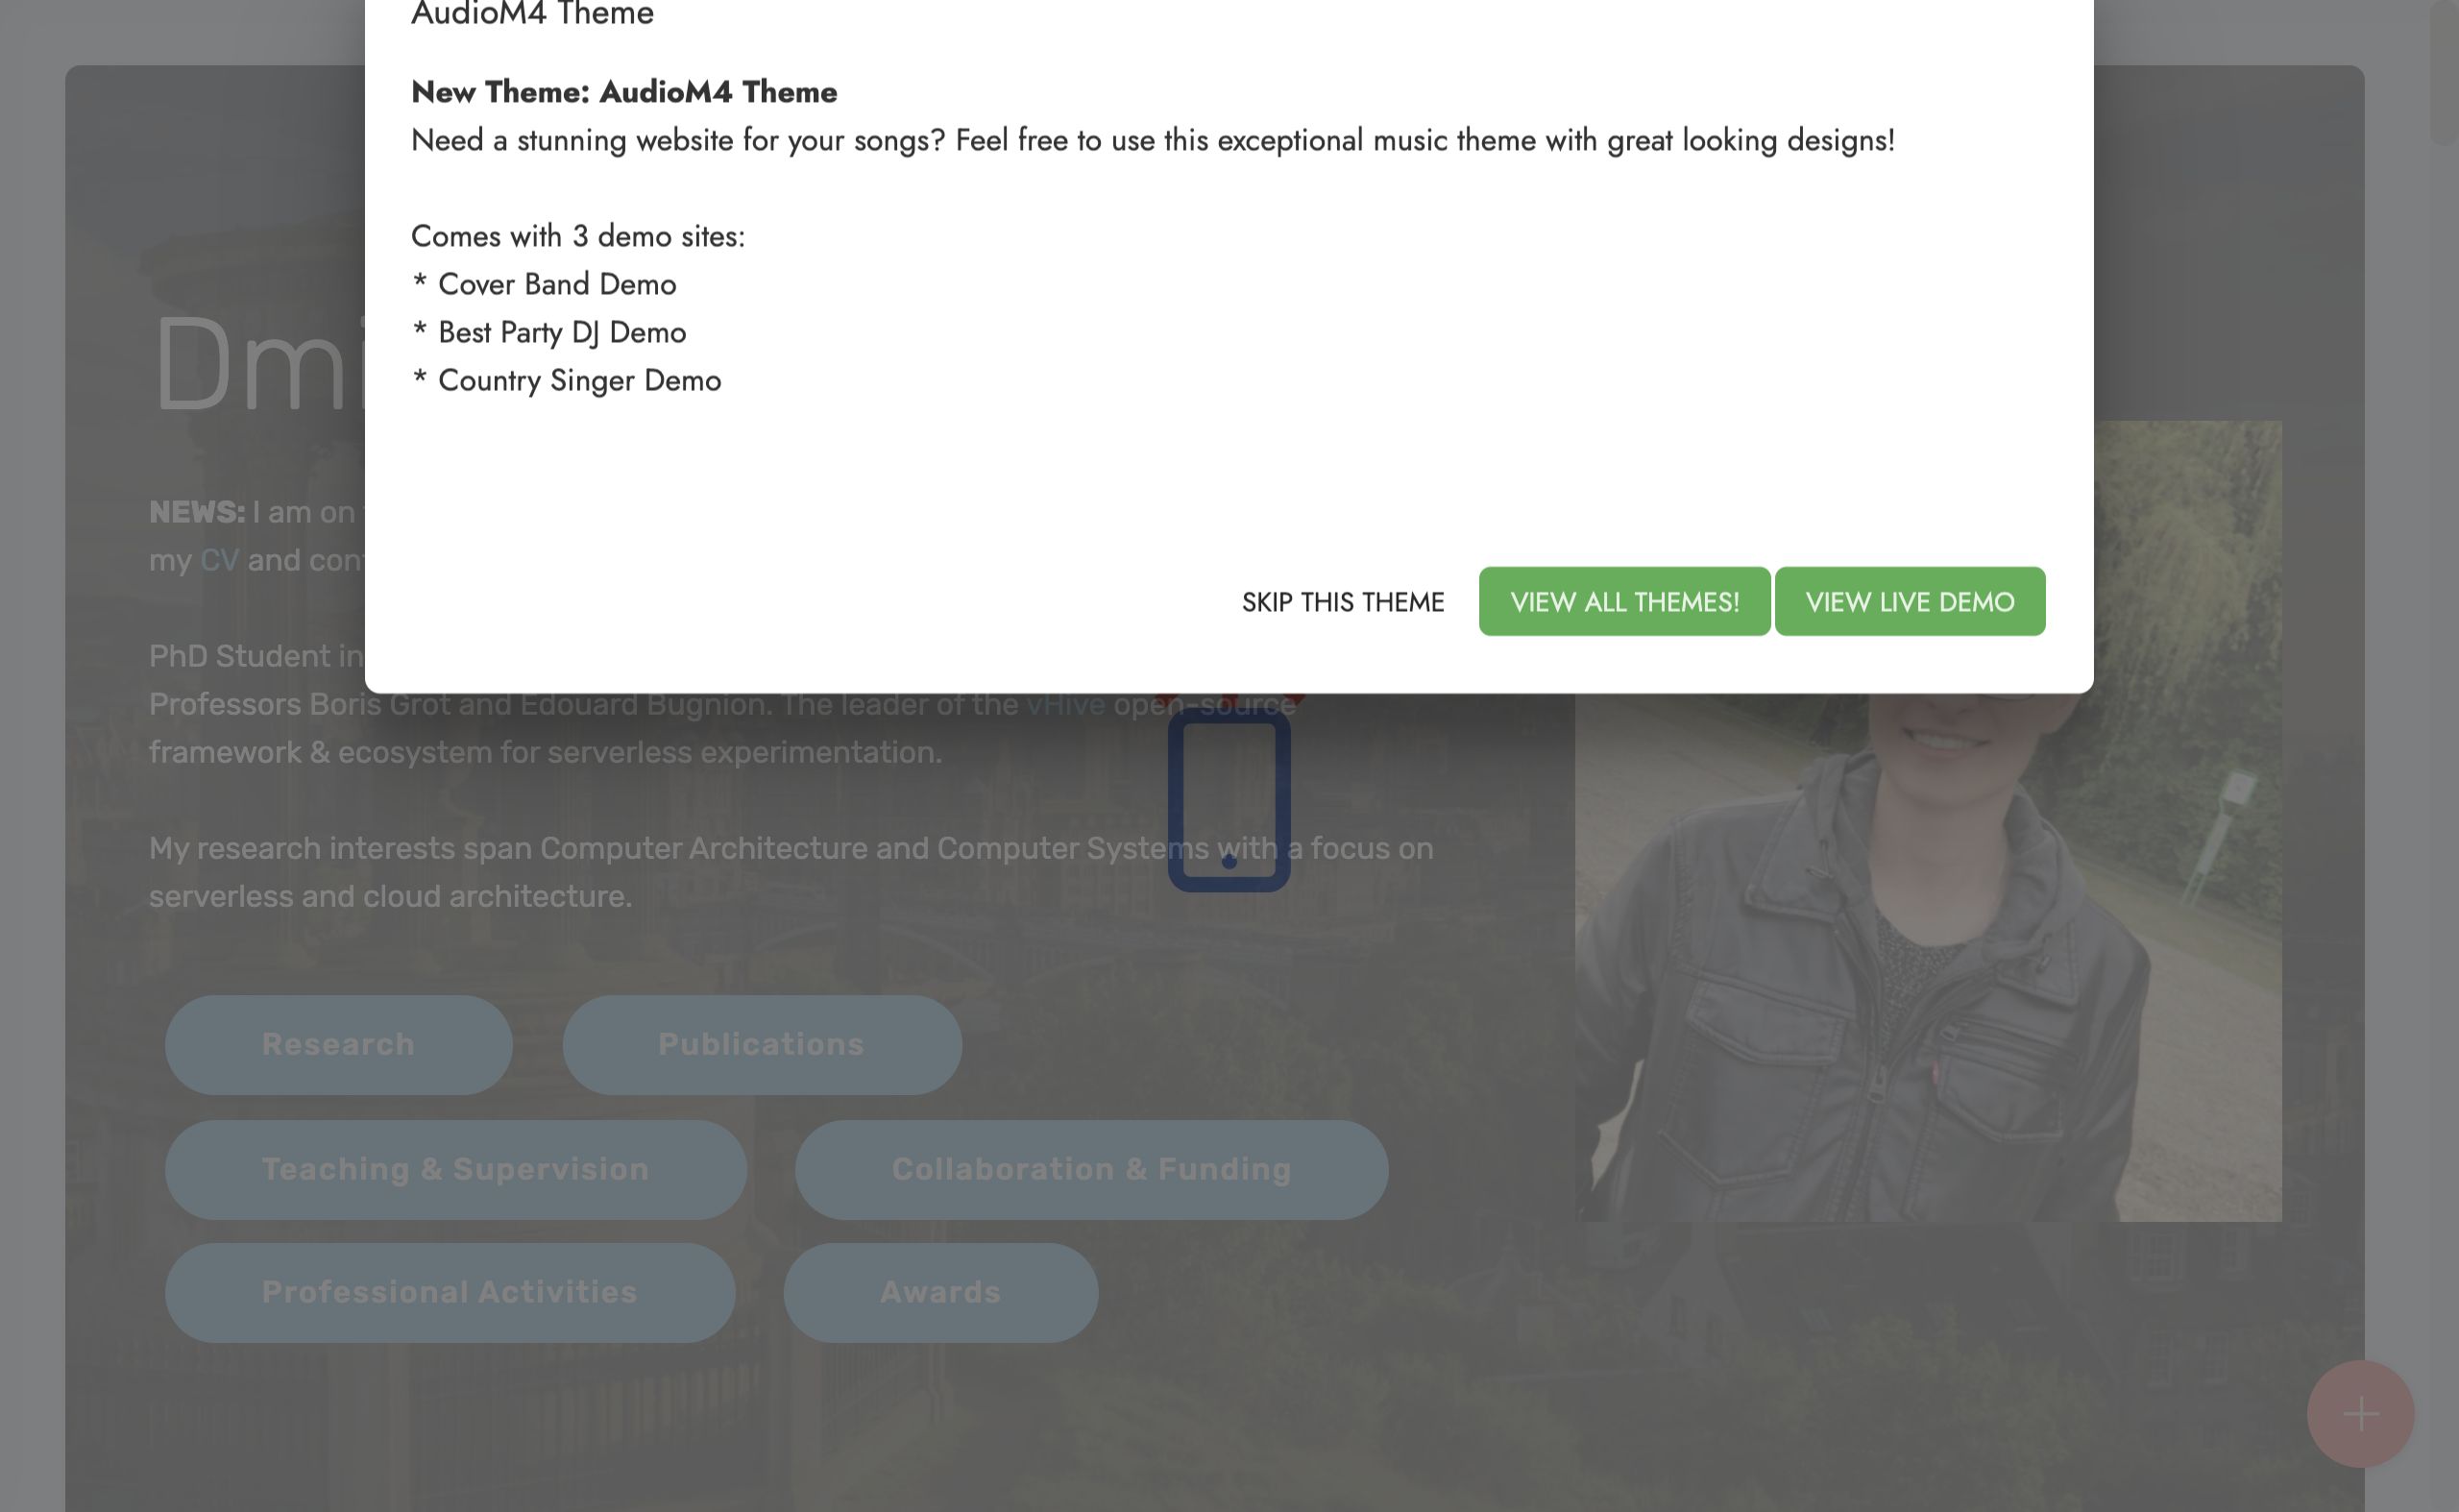 AudioM4 Theme
New Theme: AudioM4 Theme
Need a stunning website for your songs? Feel free to use this exceptional music theme with great looking designs!
Comes with 3 demo sites:
* Cover Band Demo
* Best Party DJ Demo
* Country Singer Demo
SKIP THIS THEME
VIEW ALL THEMES!
VIEW LIVE DEMO
NEWS: I am on
my CV and
PhD Student in
Professors Boris Grot and Edouard Bugnion. The leader of the vHive open-source
framework & ecosystem for serverless experimentation.
My research interests span Computer Architecture and Computer Systems with a focus on
serverless and cloud architecture.
Research
Publications
Teaching & Supervision
Collaboration & Funding
Professional Activities
Awards